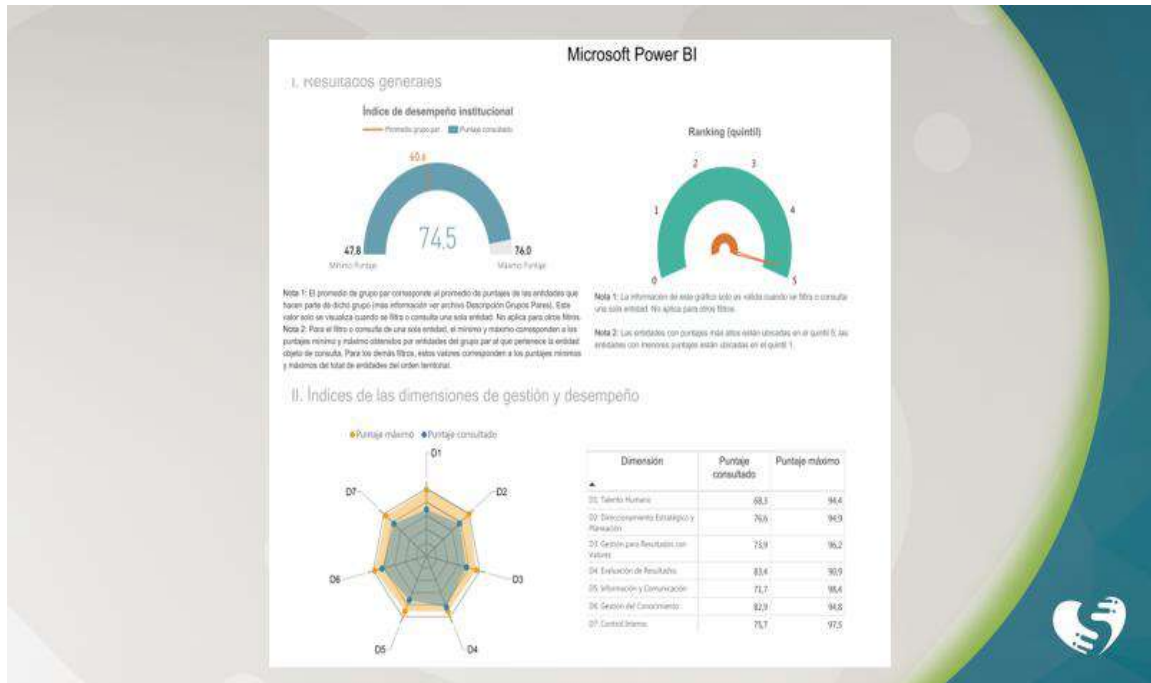 Microsoft Power BI
I. Resultados generales
Índice de desempeño institucional
Promedio grupo par Puntaje consultado
60.6
47,8
74,5
76.0
Mínimo Puntaje
Máximo Puntaje
Nota 1: El promedio de grupo par corresponde al promedio de puntajes de las entidades que
hacen parte de dicho grupo (más información ver archivo Descripción Grupos Pares). Este
valor solo se visualiza cuando se filtra o consulta una sola entidad. No aplica para otros filtros.
Nota 2: Para el filtro o consulta de una sola entidad, el mínimo y máximo corresponden a los
puntajes mínimo y máximo obtenidos por entidades del grupo par al que pertenece la entidad
objeto de consulta. Para los demás filtros, estos valores corresponden a los puntajes mínimos
y máximos del total de entidades del orden territorial.
Ranking (quintil)
2
3
1
4
0
5
Nota 1: La información de este gráfico solo es válida cuando se filtra o consulta
una sola entidad. No aplica para otros filtros.
Nota 2: Las entidades con puntajes más altos están ubicadas en el quintil 5, las
entidades con menores puntajes están ubicadas en el quintil 1.
II. Índices de las dimensiones de gestión y desempeño
Puntaje máximo Puntaje consultado
D1
D7
D2
D6
D3
D5
D4
Dimensión Puntaje consultado Puntaje máximo
D1: Talento Humano 68,3 94,4
D2: Direccionamiento Estratégico y
Planeación 76,6 94,9
D3: Gestión para Resultados con
Valores 73,9 96,2
D4: Evaluación de Resultados 83,4 90,9
D5: Información y Comunicación 71,7 98,4
D6: Gestión del Conocimiento 82,9 94,8
D7: Control Interno 75,7 97,5